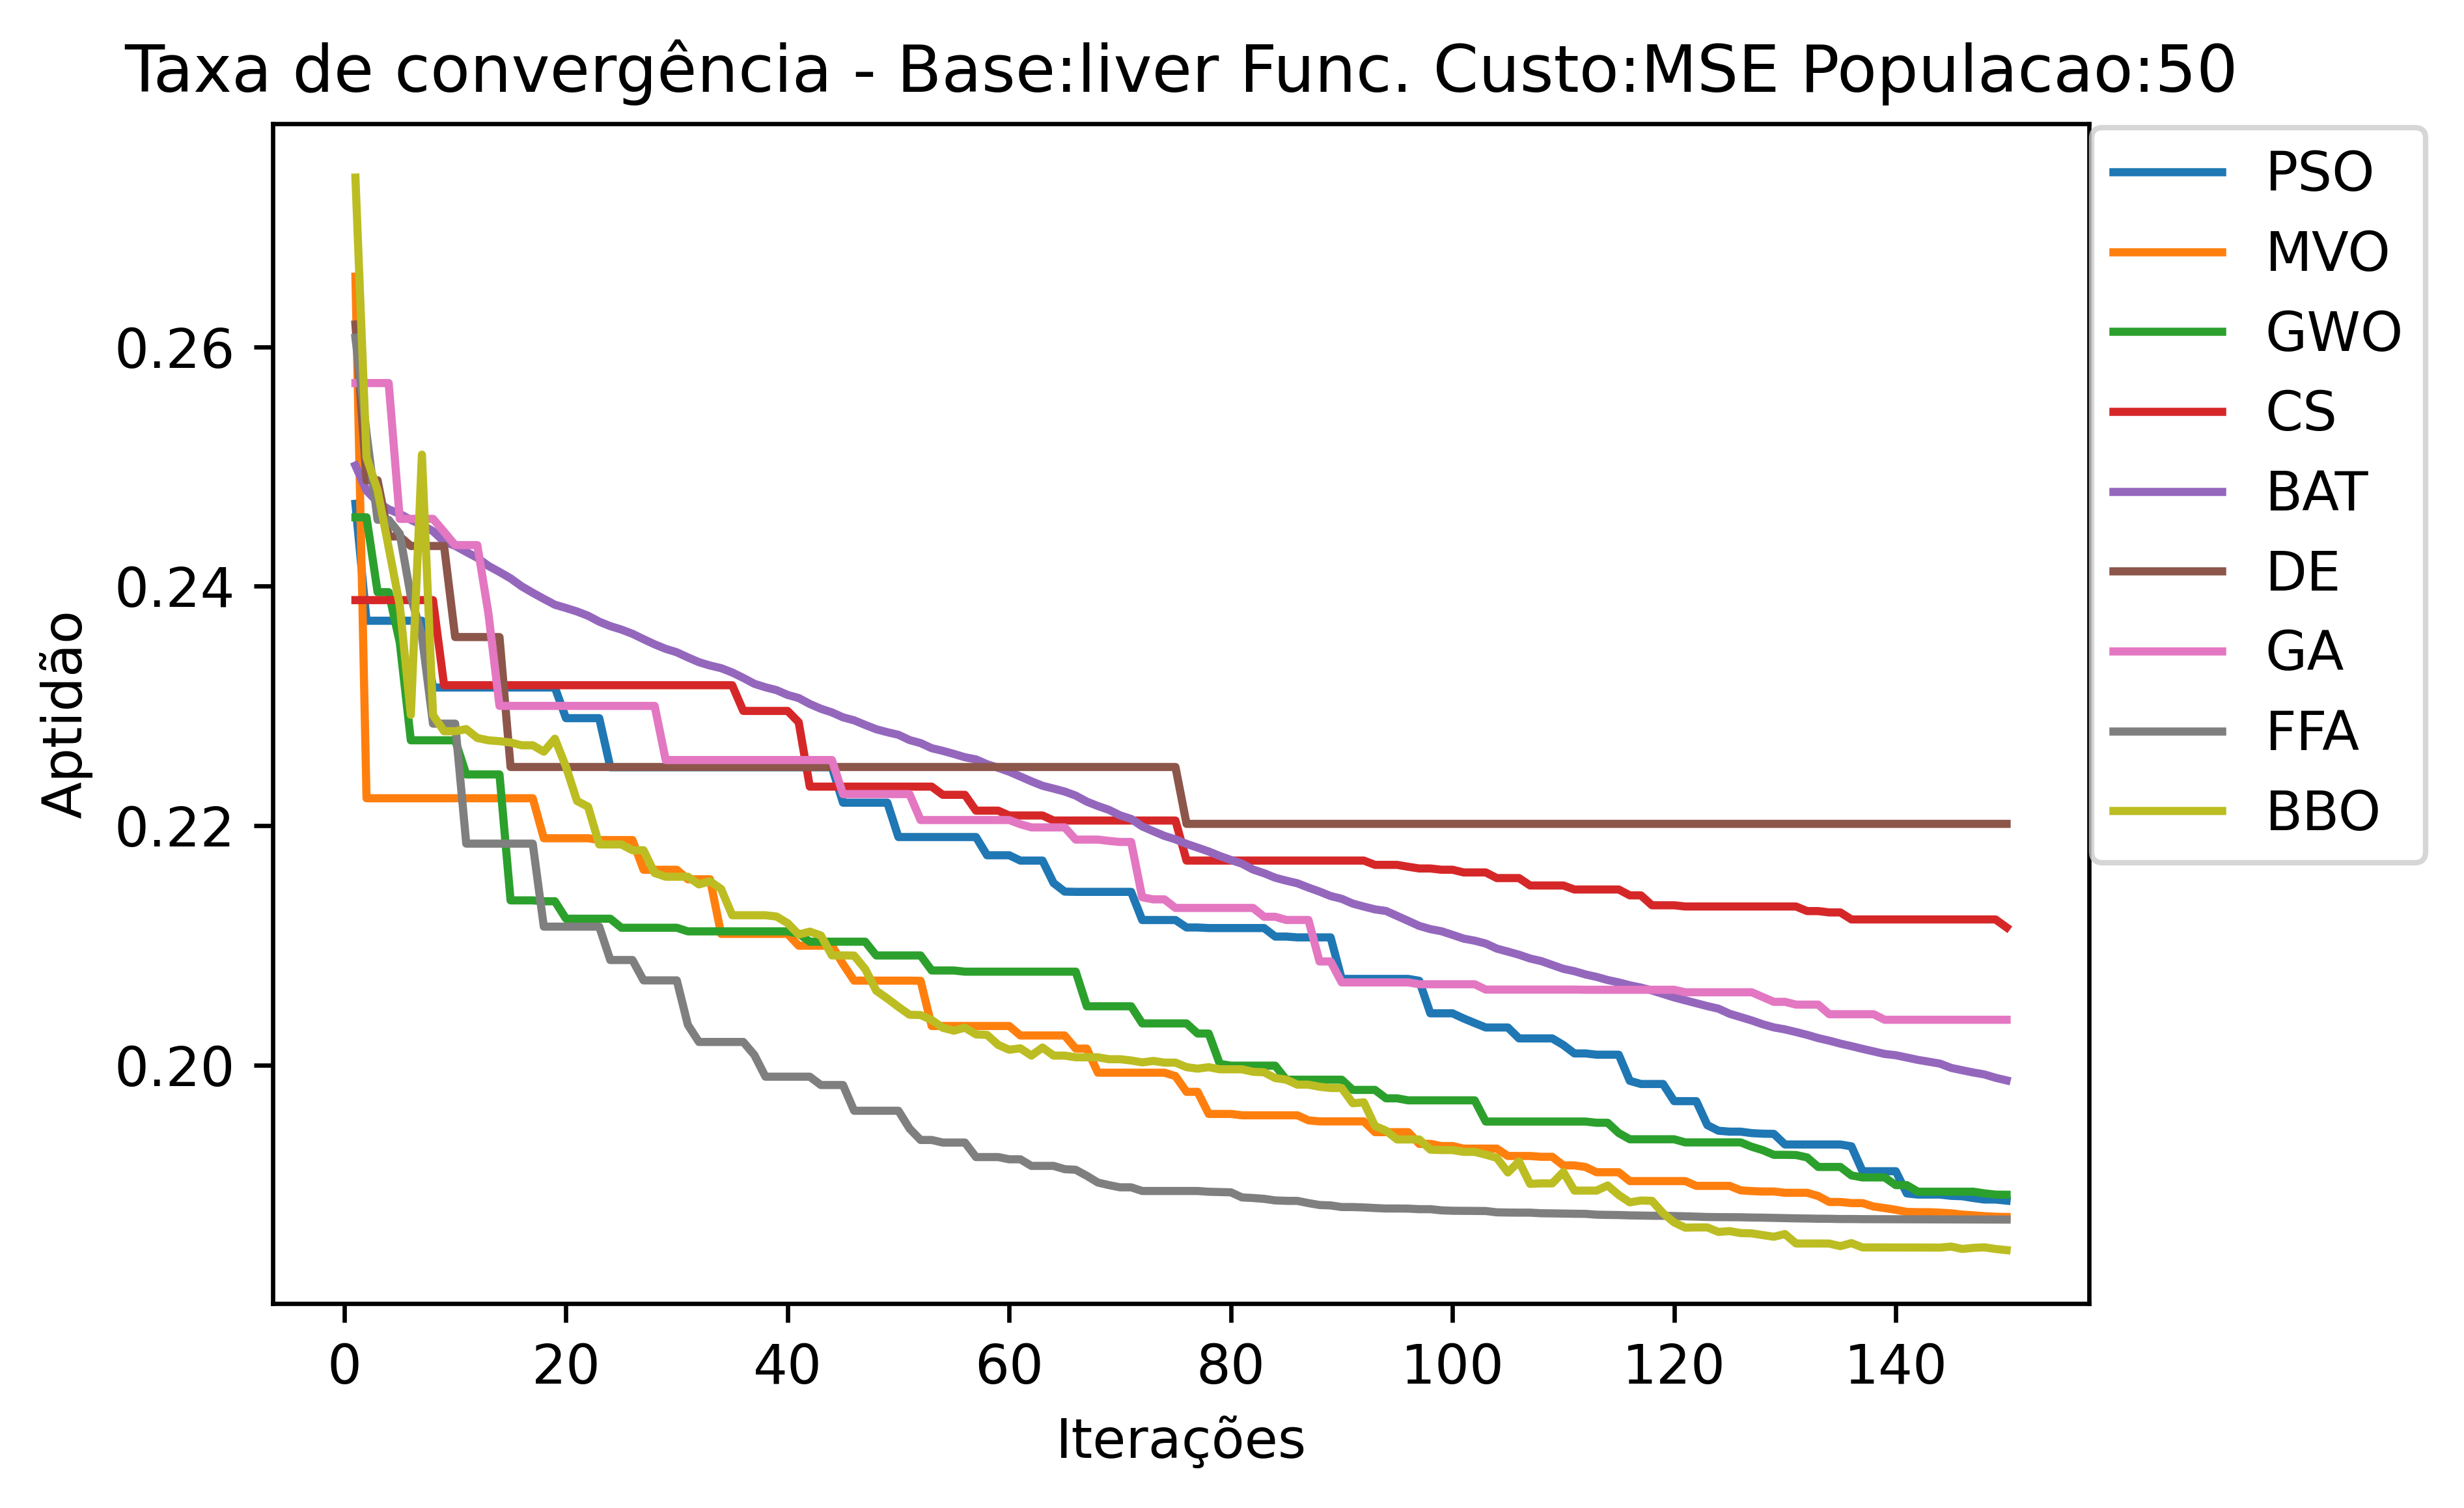 Taxa de convergência - Base:liver Func. Custo:MSE Populacao:50
PSO
MVO
GWO
CS
BAT
DE
GA
FFA
BBO
Aptidão
0.26
0.24
0.22
0.20
0 20 40 60 80 100 120 140
Iterações